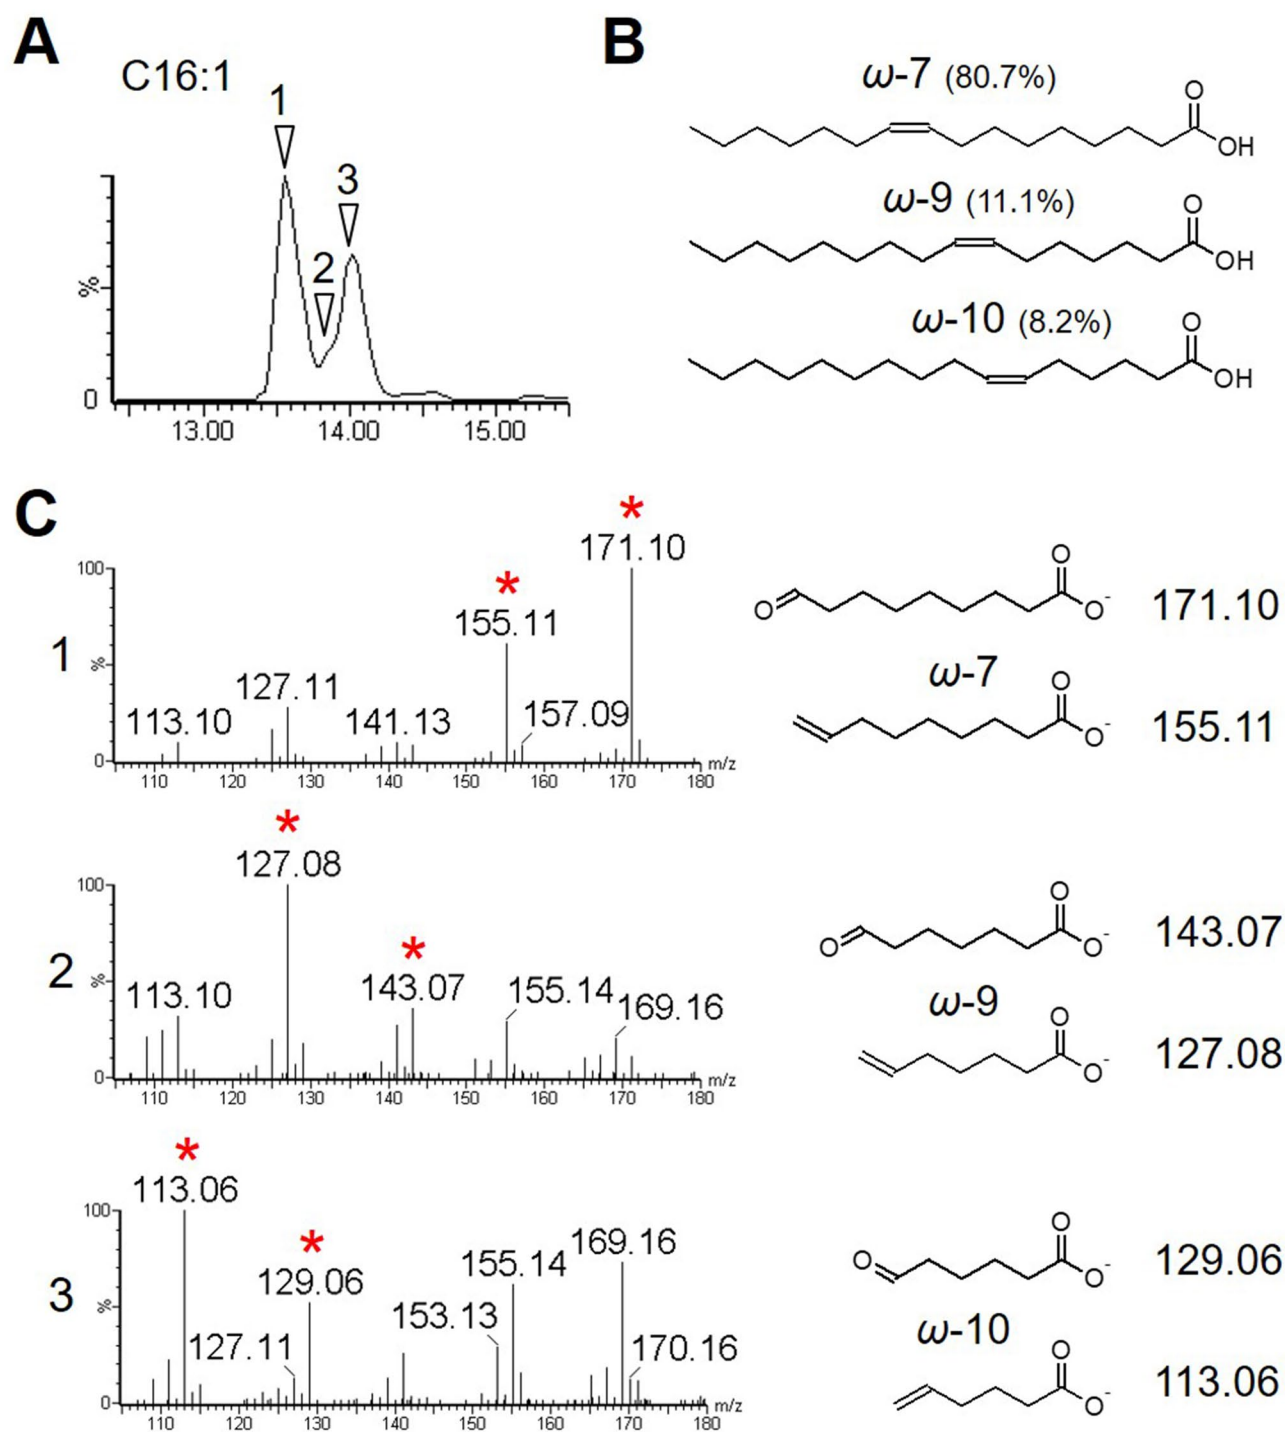 A
C16:1
1
2
3
%
0
13.00
14.00
15.00
B
ω-7 (80.7%)
O
OH
ω-9 (11.1%)
O
OH
ω-10 (8.2%)
O
OH
C
1
100
%
0
113.10
127.11
141.13
155.11
*
157.09
171.10
*
110 120 130 140 150 160 170 180 m/z
O
O
O-
171.10
ω-7
O
O-
155.11
2
100
%
0
113.10
127.08
*
143.07
*
155.14
169.16
110 120 130 140 150 160 170 180 m/z
O
O
O-
143.07
ω-9
O
O-
127.08
3
100
%
0
113.06
*
127.11
129.06
*
153.13
155.14
169.16
170.16
110 120 130 140 150 160 170 180 m/z
O
O
O-
129.06
ω-10
O
O-
113.06